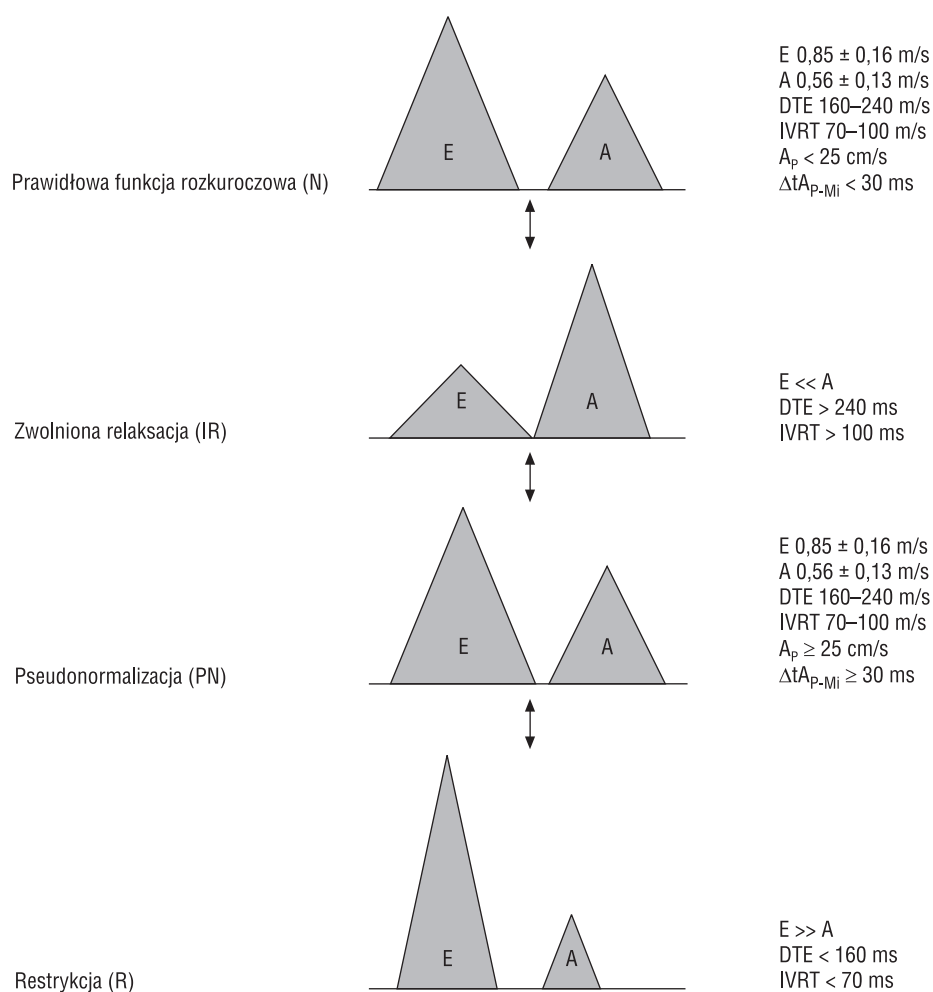 E 0,85 ± 0,16 m/s
A 0,56 ± 0,13 m/s
DTE 160–240 m/s
IVRT 70–100 m/s
A_P < 25 cm/s
ΔtA_P-Mi < 30 ms
E
A
Prawidłowa funkcja rozkuroczowa (N)
E << A
DTE > 240 ms
IVRT > 100 ms
E
A
Zwolniona relaksacja (IR)
E 0,85 ± 0,16 m/s
A 0,56 ± 0,13 m/s
DTE 160–240 m/s
IVRT 70–100 m/s
A_P ≥ 25 cm/s
ΔtA_P-Mi ≥ 30 ms
E
A
Pseudonormalizacja (PN)
E >> A
DTE < 160 ms
IVRT < 70 ms
E
A
Restrykcja (R)